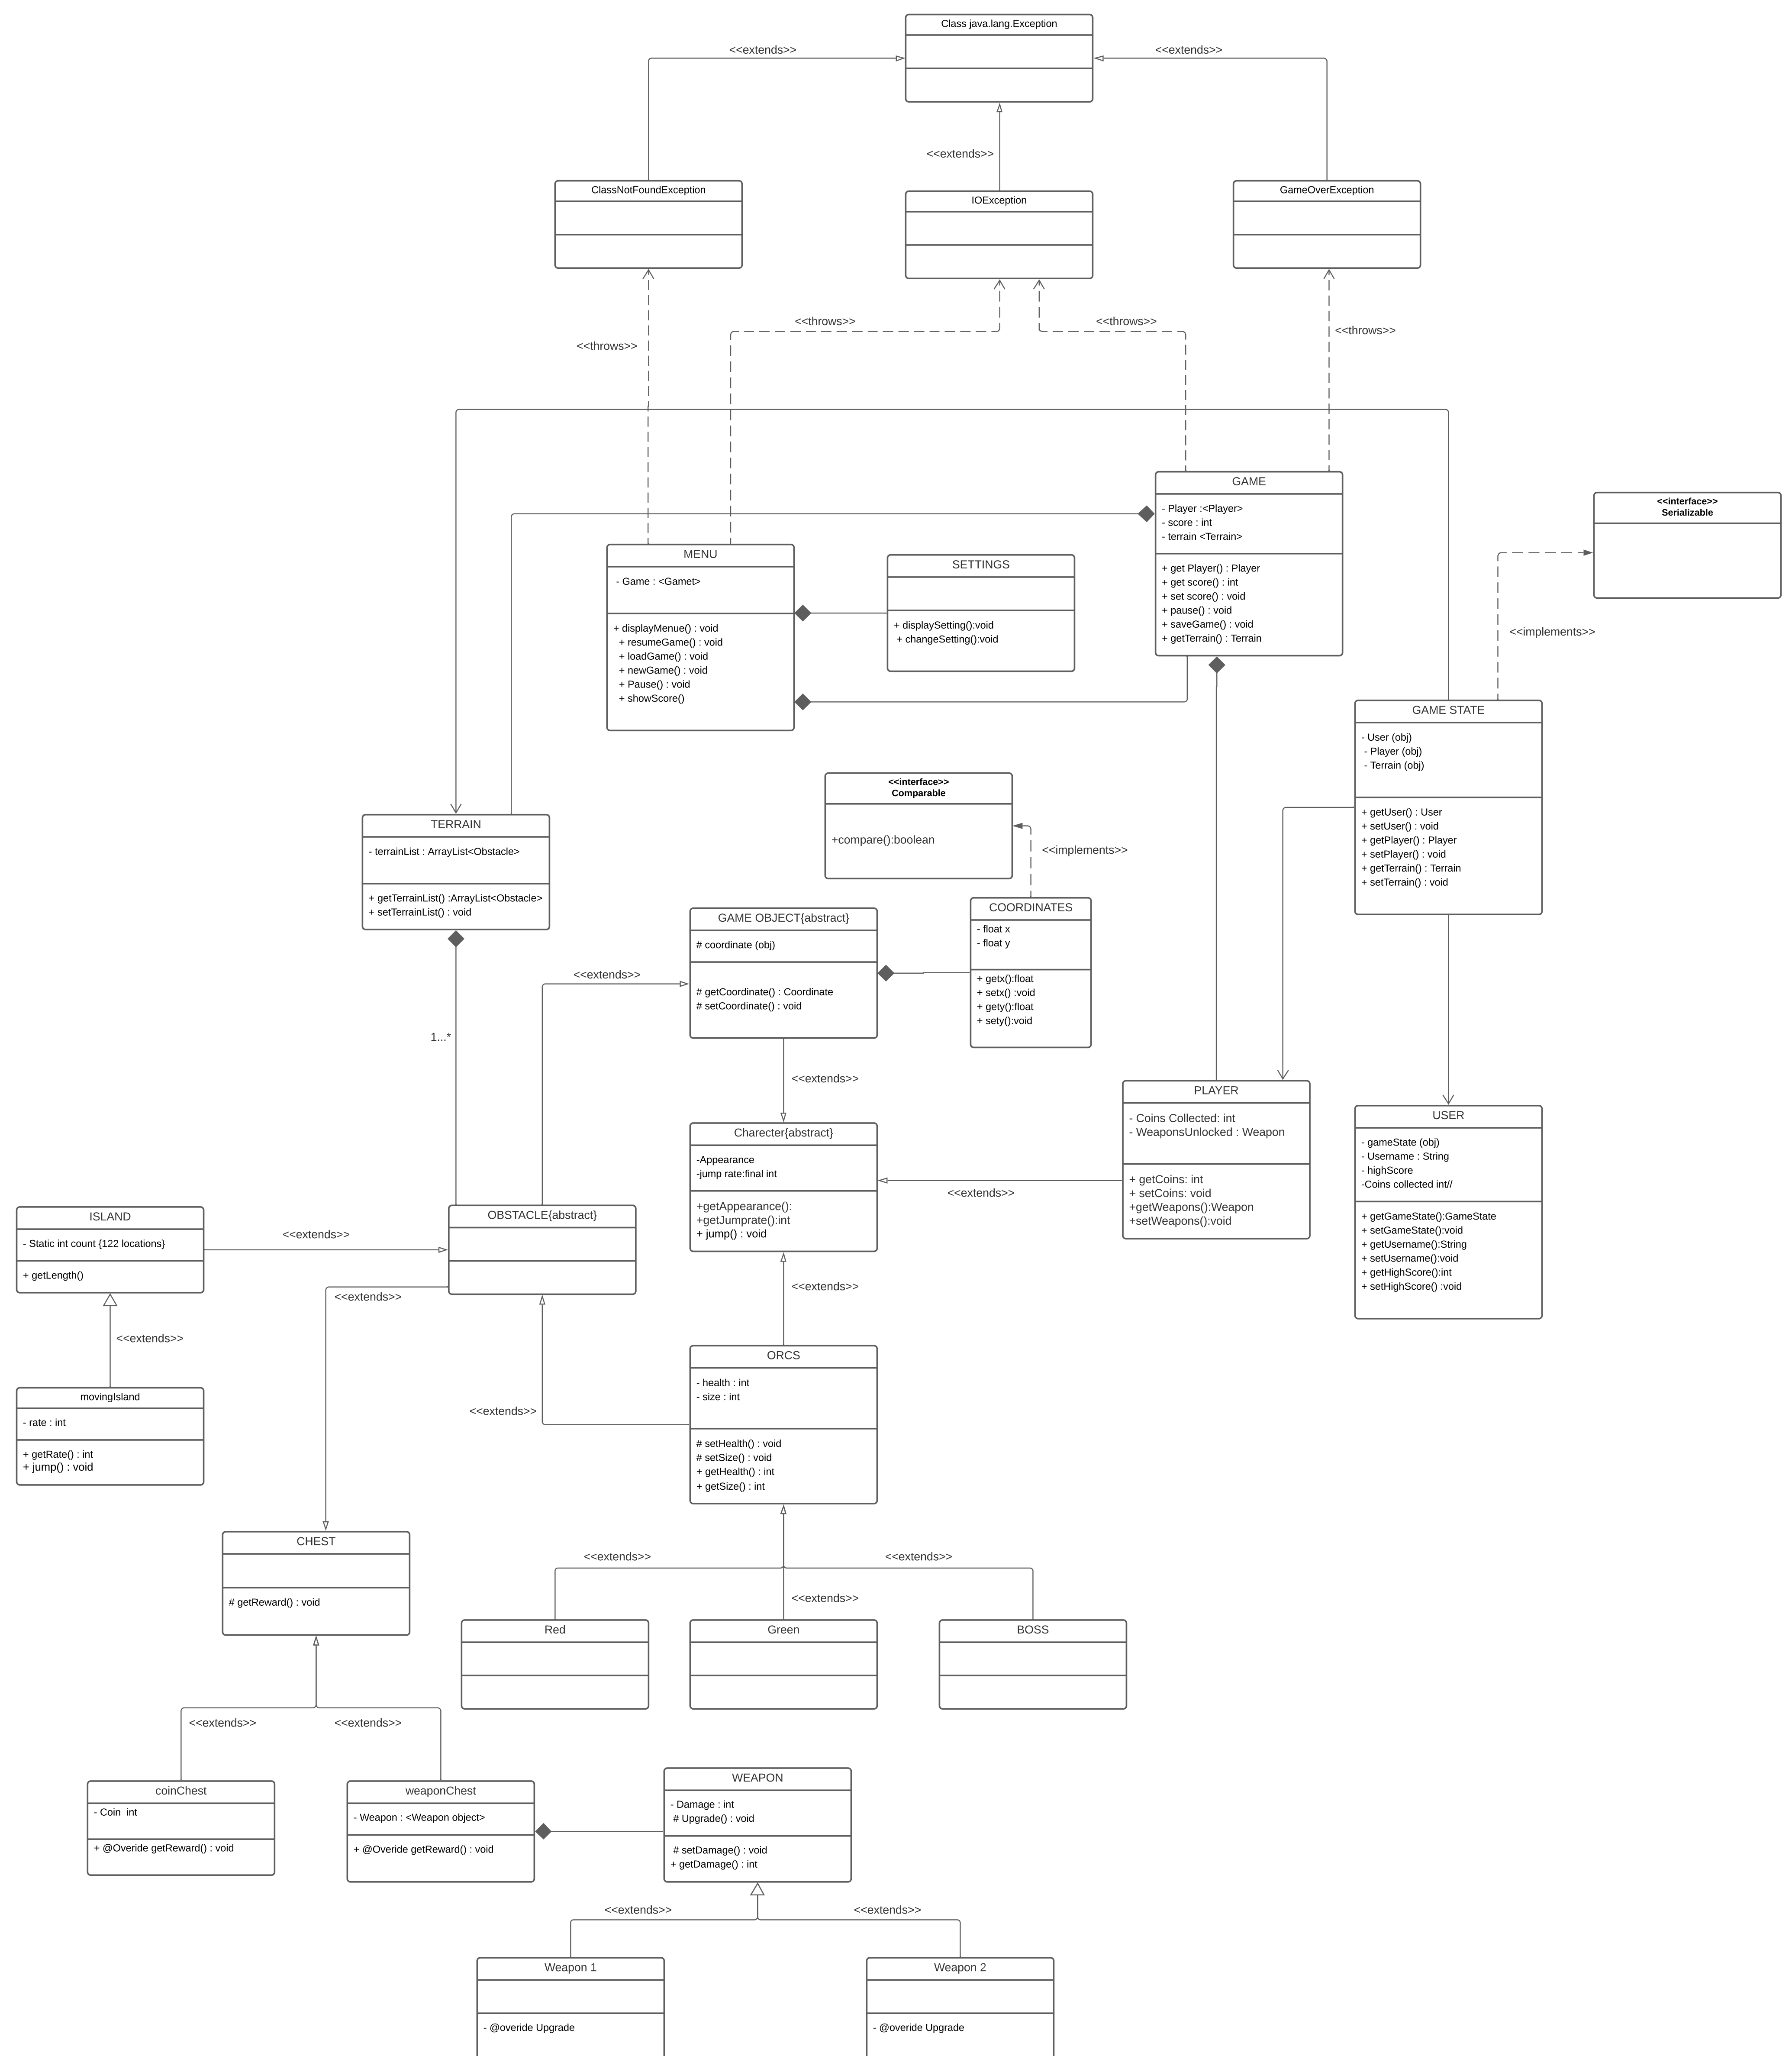 Class java.lang.Exception
<<extends>>
<<extends>>
<<extends>>
ClassNotFoundException
IOException
GameOverException
<<throws>>
<<throws>>
<<throws>>
<<throws>>
GAME
- Player :<Player>
- score : int
- terrain <Terrain>
+ get Player() : Player
+ get score() : int
+ set score() : void
+ pause() : void
+ saveGame() : void
+ getTerrain() : Terrain
<<interface>>
Serializable
<<implements>>
MENU
- Game : <Gamet>
+ displayMenue() : void
+ resumeGame() : void
+ loadGame() : void
+ newGame() : void
+ Pause() : void
+ showScore()
SETTINGS
+ displaySetting():void
+ changeSetting():void
GAME STATE
- User (obj)
- Player (obj)
- Terrain (obj)
+ getUser() : User
+ setUser() : void
+ getPlayer() : Player
+ setPlayer() : void
+ getTerrain() : Terrain
+ setTerrain() : void
<<interface>>
Comparable
+compare():boolean
<<implements>>
TERRAIN
- terrainList : ArrayList<Obstacle>
+ getTerrainList() :ArrayList<Obstacle>
+ setTerrainList() : void
GAME OBJECT{abstract}
# coordinate (obj)
# getCoordinate() : Coordinate
# setCoordinate() : void
COORDINATES
- float x
- float y
+ getx():float
+ setx() :void
+ gety():float
+ sety():void
<<extends>>
1...*
<<extends>>
PLAYER
- Coins Collected: int
- WeaponsUnlocked : Weapon
+ getCoins: int
+ setCoins: void
+getWeapons():Weapon
+setWeapons():void
USER
- gameState (obj)
- Username : String
- highScore
-Coins collected int//
+ getGameState():GameState
+ setGameState():void
+ getUsername():String
+ setUsername():void
+ getHighScore():int
+ setHighScore() :void
Charecter{abstract}
-Appearance
-jump rate:final int
+getAppearance():
+getJumprate():int
+ jump() : void
<<extends>>
ISLAND
- Static int count {122 locations}
+ getLength()
<<extends>>
OBSTACLE{abstract}
<<extends>>
<<extends>>
<<extends>>
movingIsland
- rate : int
+ getRate() : int
+ jump() : void
ORCS
- health : int
- size : int
# setHealth() : void
# setSize() : void
+ getHealth() : int
+ getSize() : int
<<extends>>
CHEST
# getReward() : void
<<extends>>
<<extends>>
<<extends>>
Red
Green
BOSS
<<extends>>
<<extends>>
coinChest
- Coin  int
+ @Overide getReward() : void
weaponChest
- Weapon : <Weapon object>
+ @Overide getReward() : void
WEAPON
- Damage : int
# Upgrade() : void
# setDamage() : void
+ getDamage() : int
<<extends>>
<<extends>>
Weapon 1
- @overide Upgrade
Weapon 2
- @overide Upgrade